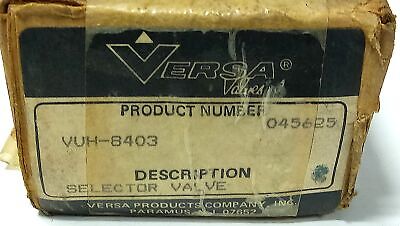 VERSA®
Valves
PRODUCT NUMBER
045625
VUH-8403
DESCRIPTION
SELECTOR VALVE
VERSA PRODUCTS COMPANY, INC.
PARAMUS, N.J. 07652